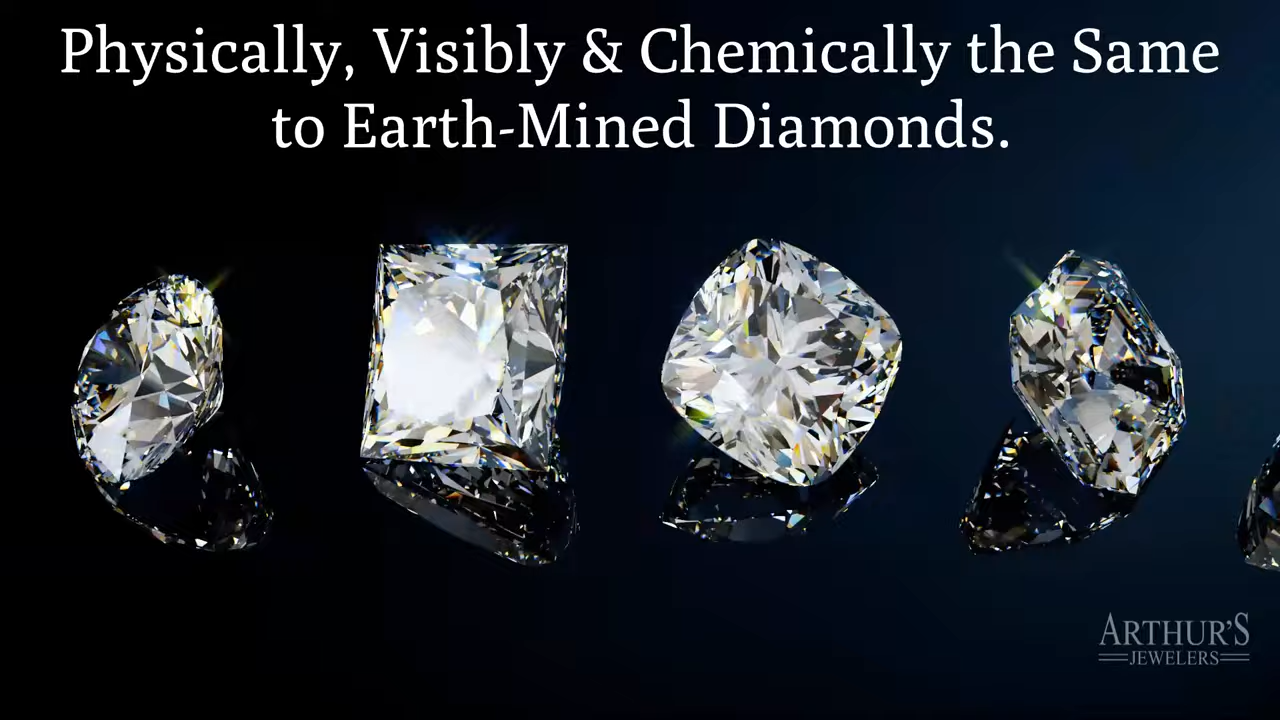 Physically, Visibly & Chemically the Same
to Earth-Mined Diamonds.
ARTHUR'S
JEWELERS